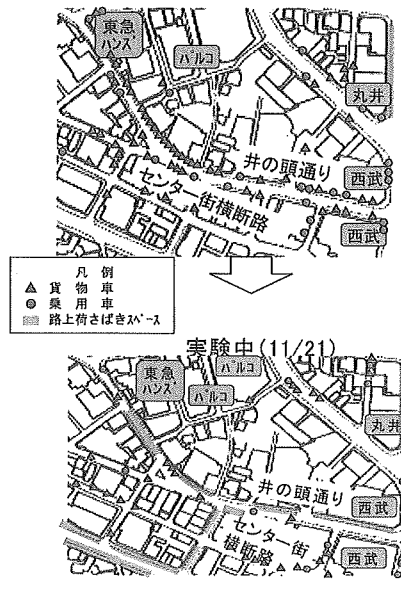 東急
ハンズ
パルコ
丸井
井の頭通り
西武
センター街横断路
西武
凡 例
貨 物 車
乗 用 車
路上荷さばきスペース
実験中(11/21)
東急
ハンズ
パルコ
パルコ
丸井
井の頭通り
西武
センター街
横断路
西武